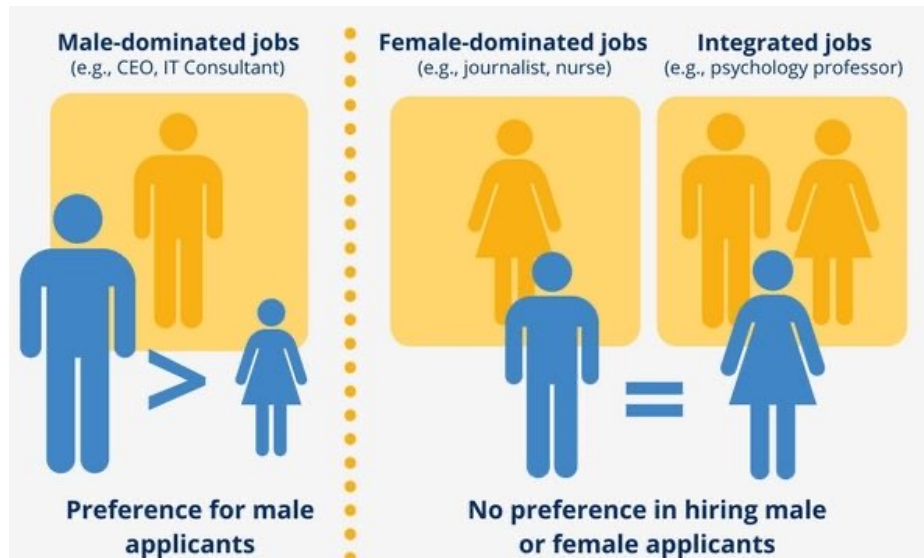 Male-dominated jobs
(e.g., CEO, IT Consultant)
>
Preference for male
applicants
Female-dominated jobs
(e.g., journalist, nurse)
Integrated jobs
(e.g., psychology professor)
=
No preference in hiring male
or female applicants